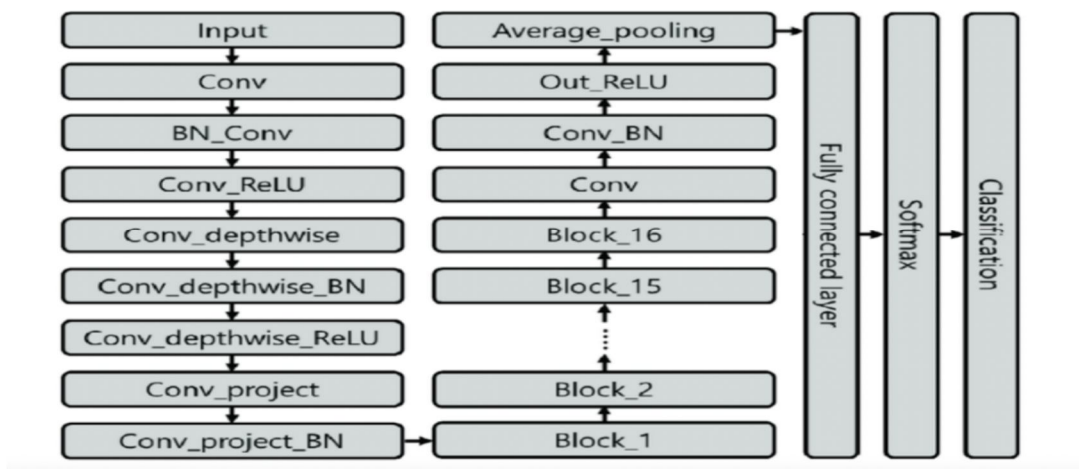 Input
Conv
BN_Conv
Conv_ReLU
Conv_depthwise
Conv_depthwise_BN
Conv_depthwise_ReLU
Conv_project
Conv_project_BN
Block_1
Block_2
Block_15
Block_16
Conv
Conv_BN
Out_ReLU
Average_pooling
Fully connected layer
Softmax
Classification